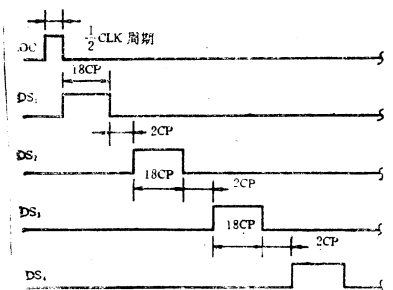 ½CLK 周期
OC
18CP
DS₁
2CP
DS₂
18CP
2CP
DS₃
18CP
2CP
DS₄